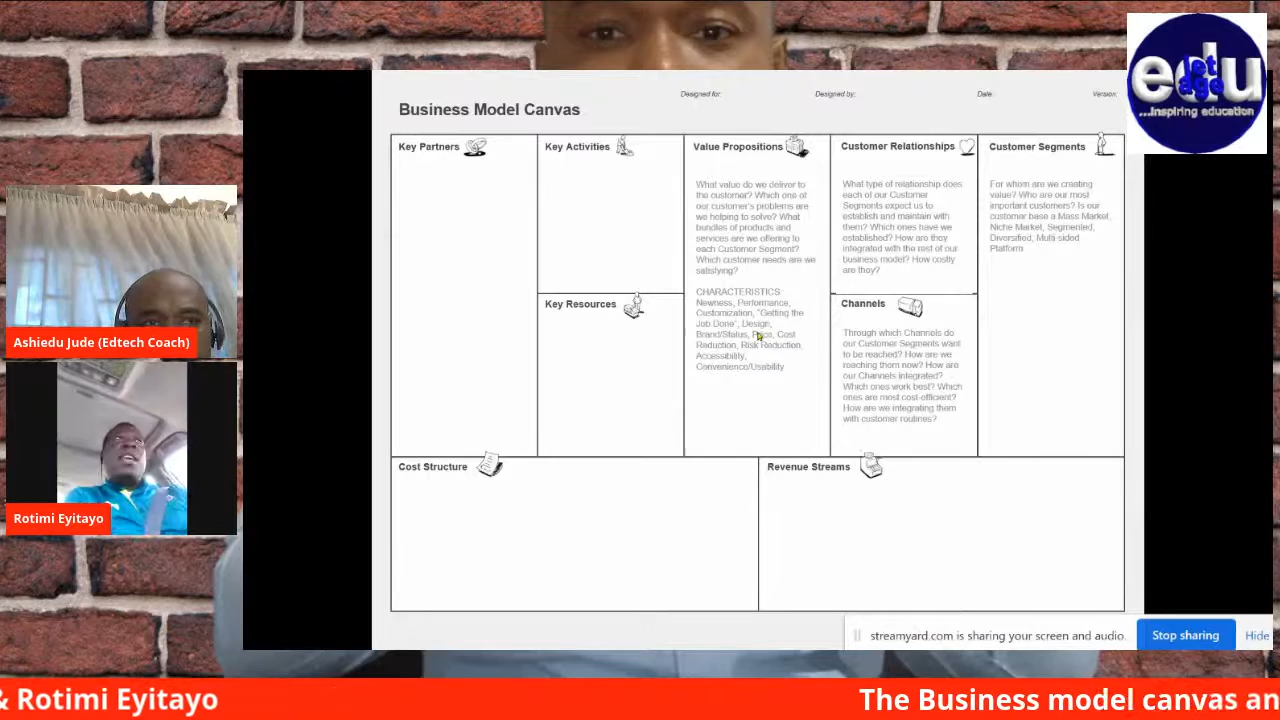 Designed for:
Designed by:
Date:
Version:
Business Model Canvas
Key Partners
Key Activities
Key Resources
Value Propositions
What value do we deliver to
the customer? Which one of
our customer's problems are
we helping to solve? What
bundles of products and
services are we offering to
each Customer Segment?
Which customer needs are we
satisfying?
CHARACTERISTICS:
Newness, Performance,
Customization, "Getting the
Job Done", Design,
Brand/Status, Price, Cost
Reduction, Risk Reduction,
Accessibility,
Convenience/Usability
Customer Relationships
What type of relationship does
each of our Customer
Segments expect us to
establish and maintain with
them? Which ones have we
established? How are they
integrated with the rest of our
business model? How costly
are they?
Channels
Through which Channels do
our Customer Segments want
to be reached? How are we
reaching them now? How are
our Channels integrated?
Which ones work best? Which
ones are most cost-efficient?
How are we integrating them
with customer routines?
Customer Segments
For whom are we creating
value? Who are our most
important customers? Is our
customer base a Mass Market,
Niche Market, Segmented,
Diversified, Multi-sided
Platform
Cost Structure
Revenue Streams
edu
let
age
...inspiring education
Ashiedu Jude (Edtech Coach)
Rotimi Eyitayo
streamyard.com is sharing your screen and audio.
Stop sharing
Hide
& Rotimi Eyitayo
The Business model canvas an